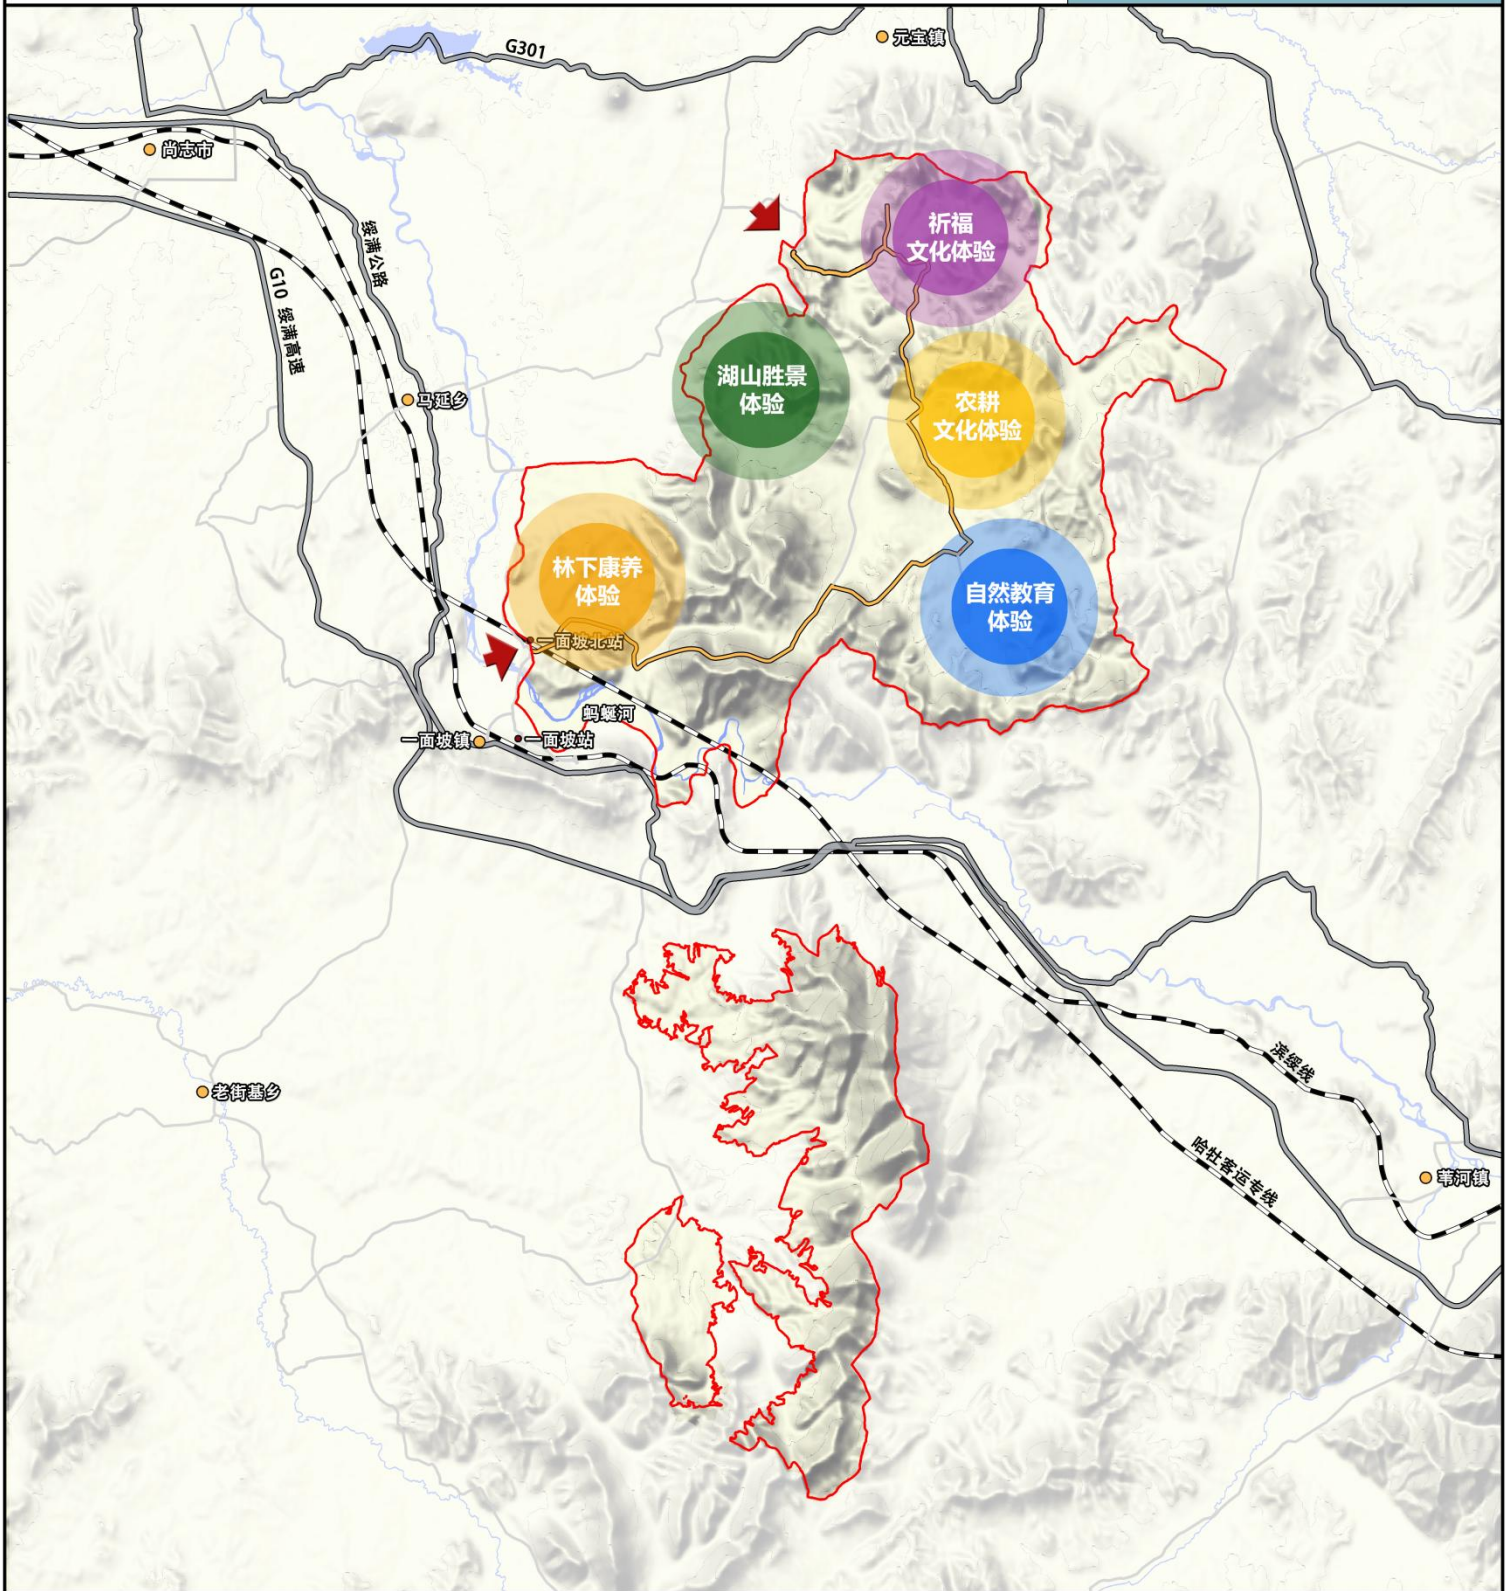 G301
元宝镇
尚志市
绥满公路
祈福
文化体验
G10 绥满高速
湖山胜景
体验
农耕
文化体验
马延乡
林下康养
体验
自然教育
体验
一面坡北站
蚂蜒河
一面坡镇
一面坡站
滨绥线
老街基乡
哈牡客运专线
苇河镇